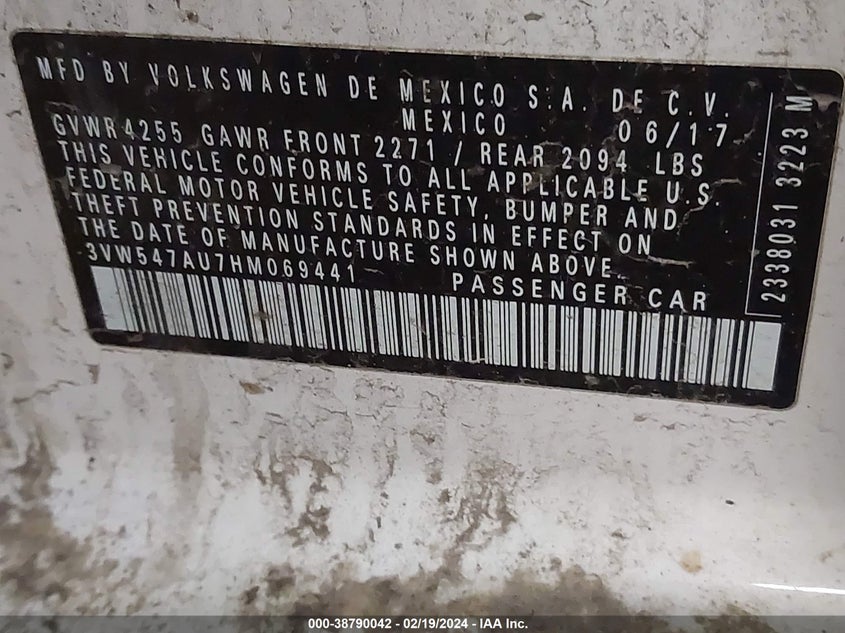 MFD BY VOLKSWAGEN DE MEXICO S.A. DE C.V.
MEXICO 06/17
GVWR 4255 GAWR FRONT 2271 / REAR 2094 LBS
THIS VEHICLE CONFORMS TO ALL APPLICABLE U.S.
FEDERAL MOTOR VEHICLE SAFETY, BUMPER AND
THEFT PREVENTION STANDARDS IN EFFECT ON
THE DATE OF MANUFACTURE SHOWN ABOVE.
3VW547AU7HM069441 PASSENGER CAR
2338031 3223 M
000-38790042 - 02/19/2024 - IAA Inc.